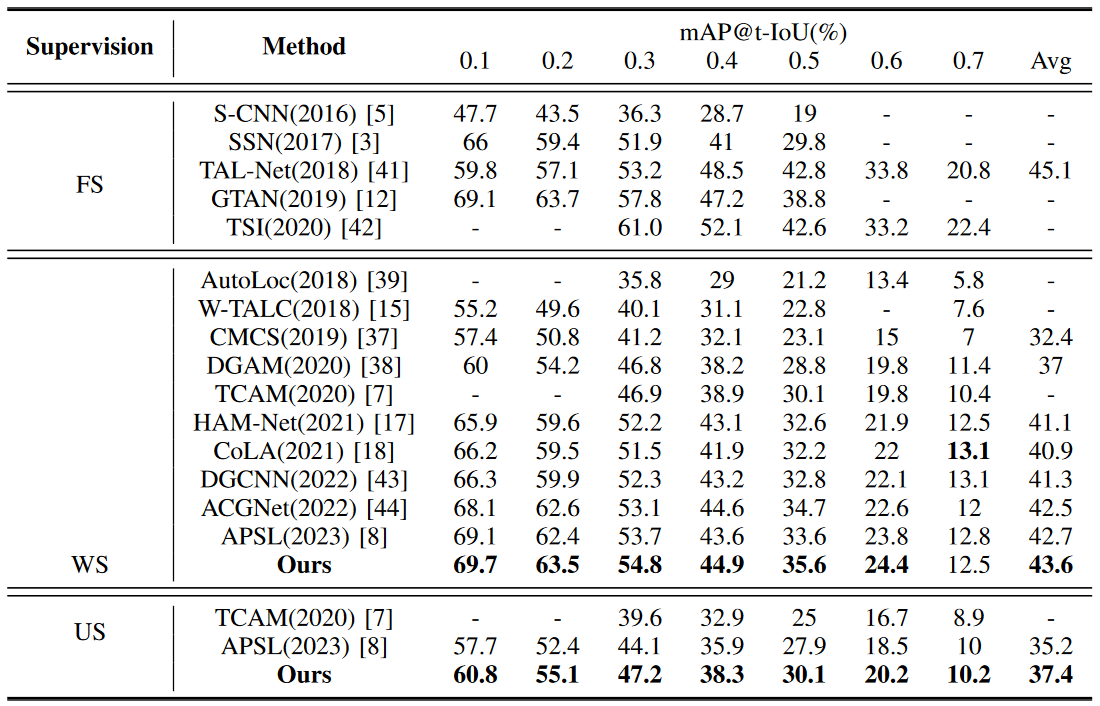 mAP@t-IoU(%)
Supervision Method 0.1 0.2 0.3 0.4 0.5 0.6 0.7 Avg
S-CNN(2016) [5] 47.7 43.5 36.3 28.7 19 - - -
SSN(2017) [3] 66 59.4 51.9 41 29.8 - - -
TAL-Net(2018) [41] 59.8 57.1 53.2 48.5 42.8 33.8 20.8 45.1
FS
GTAN(2019) [12] 69.1 63.7 57.8 47.2 38.8 - - -
TSI(2020) [42] - - 61.0 52.1 42.6 33.2 22.4 -
AutoLoc(2018) [39] - - 35.8 29 21.2 13.4 5.8 -
W-TALC(2018) [15] 55.2 49.6 40.1 31.1 22.8 - 7.6 -
CMCS(2019) [37] 57.4 50.8 41.2 32.1 23.1 15 7 32.4
DGAM(2020) [38] 60 54.2 46.8 38.2 28.8 19.8 11.4 37
TCAM(2020) [7] - - 46.9 38.9 30.1 19.8 10.4 -
HAM-Net(2021) [17] 65.9 59.6 52.2 43.1 32.6 21.9 12.5 41.1
CoLA(2021) [18] 66.2 59.5 51.5 41.9 32.2 22 13.1 40.9
DGCNN(2022) [43] 66.3 59.9 52.3 43.2 32.8 22.1 13.1 41.3
ACGNet(2022) [44] 68.1 62.6 53.1 44.6 34.7 22.6 12 42.5
APSL(2023) [8] 69.1 62.4 53.7 43.6 33.6 23.8 12.8 42.7
WS Ours 69.7 63.5 54.8 44.9 35.6 24.4 12.5 43.6
TCAM(2020) [7] - - 39.6 32.9 25 16.7 8.9 -
US
APSL(2023) [8] 57.7 52.4 44.1 35.9 27.9 18.5 10 35.2
Ours 60.8 55.1 47.2 38.3 30.1 20.2 10.2 37.4